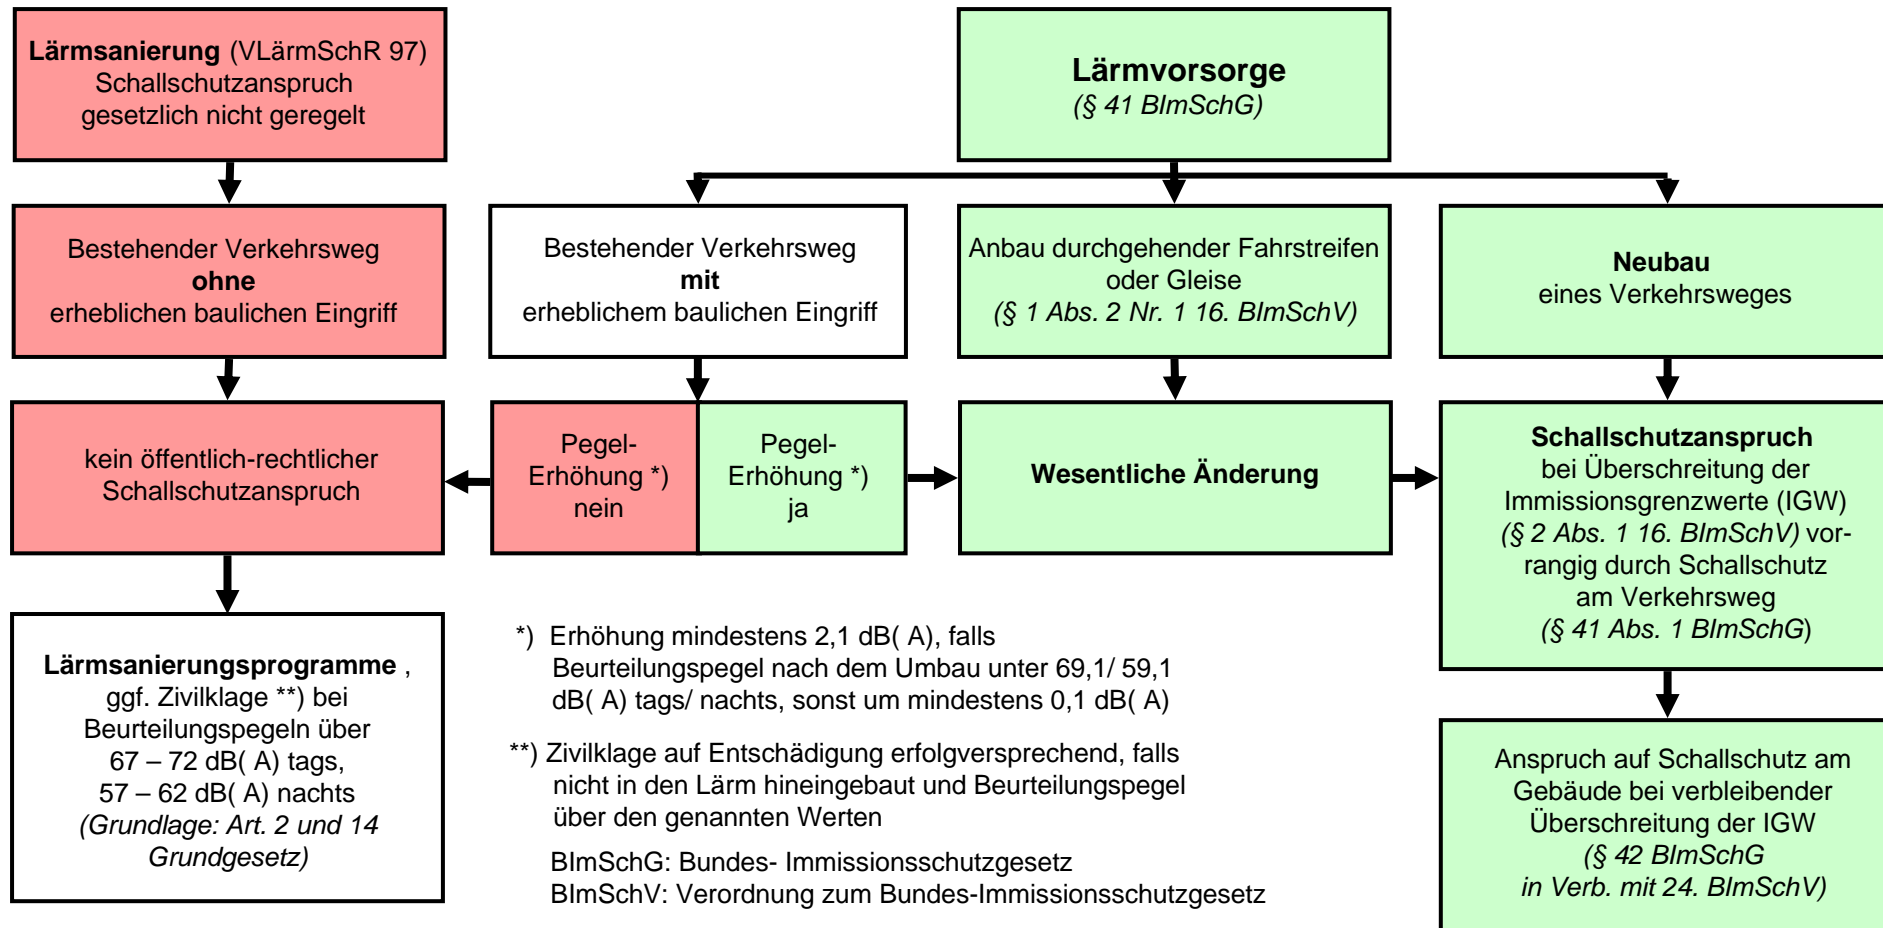 Lärmsanierung (VLärmSchR 97)
Schallschutzanspruch
gesetzlich nicht geregelt
Lärmvorsorge
(§ 41 BImSchG)
Bestehender Verkehrsweg
ohne
erheblichen baulichen Eingriff
Bestehender Verkehrsweg
mit
erheblichem baulichen Eingriff
Anbau durchgehender Fahrstreifen
oder Gleise
(§ 1 Abs. 2 Nr. 1 16. BImSchV)
Neubau
eines Verkehrsweges
kein öffentlich-rechtlicher
Schallschutzanspruch
Pegel-
Erhöhung *)
nein
Pegel-
Erhöhung *)
ja
Wesentliche Änderung
Schallschutzanspruch
bei Überschreitung der
Immissionsgrenzwerte (IGW)
(§ 2 Abs. 1 16. BImSchV) vor-
rangig durch Schallschutz
am Verkehrsweg
(§ 41 Abs. 1 BImSchG)
Lärmsanierungsprogramme ,
ggf. Zivilklage **) bei
Beurteilungspegeln über
67 – 72 dB( A) tags,
57 – 62 dB( A) nachts
(Grundlage: Art. 2 und 14
Grundgesetz)
*) Erhöhung mindestens 2,1 dB( A), falls
Beurteilungspegel nach dem Umbau unter 69,1/ 59,1
dB( A) tags/ nachts, sonst um mindestens 0,1 dB( A)
**) Zivilklage auf Entschädigung erfolgversprechend, falls
nicht in den Lärm hineingebaut und Beurteilungspegel
über den genannten Werten
BImSchG: Bundes- Immissionsschutzgesetz
BImSchV: Verordnung zum Bundes-Immissionsschutzgesetz
Anspruch auf Schallschutz am
Gebäude bei verbleibender
Überschreitung der IGW
(§ 42 BImSchG
in Verb. mit 24. BImSchV)